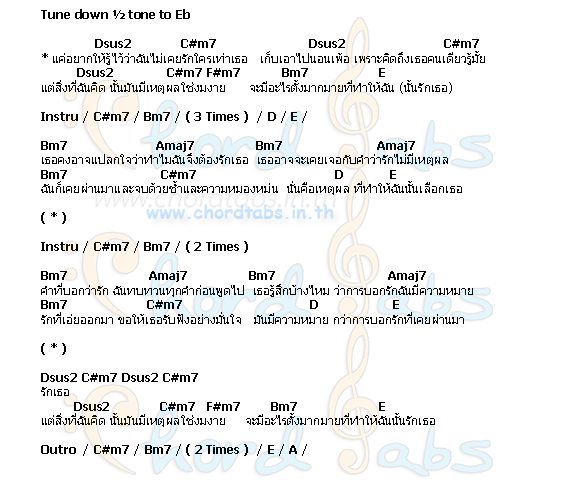 Tune down ½ tone to Eb
Dsus2 C#m7 Dsus2 C#m7
* แค่อยากให้รู้ไว้ว่าฉันไม่เคยรักใครเท่าเธอ เก็บเอาไปนอนเพ้อ เพราะคิดถึงเธอคนเดียวรู้มั้ย
Dsus2 C#m7 F#m7 Bm7 E
แต่สิ่งที่ฉันคิด นั้นมันมีเหตุผลใช่งมงาย จะมีอะไรตั้งมากมายที่ทำให้ฉัน (นั้นรักเธอ)
Instru / C#m7 / Bm7 / ( 3 Times ) / D / E /
Bm7 Amaj7 Bm7 Amaj7
เธอคงอาจแปลกใจว่าทำไมฉันจึงต้องรักเธอ เธออาจจะเคยเจอกับคำว่ารักไม่มีเหตุผล
Bm7 C#m7 D E
ฉันก็เคยผ่านมาและจบด้วยช้ำและความหมองหม่น นั่นคือเหตุผล ที่ทำให้ฉันนั้นเลือกเธอ
www.chordtabs.in.th
( * )
Instru / C#m7 / Bm7 / ( 2 Times )
Bm7 Amaj7 Bm7 Amaj7
คำที่บอกว่ารัก ฉันทบทวนทุกคำก่อนพูดไป เธอรู้สึกบ้างไหม ว่าการบอกรักฉันมีความหมาย
Bm7 C#m7 D E
รักที่เอ่ยออกมา ขอให้เธอรับฟังอย่างมั่นใจ มันมีความหมาย กว่าการบอกรักที่เคยผ่านมา
( * )
Dsus2 C#m7 Dsus2 C#m7
รักเธอ
Dsus2 C#m7 F#m7 Bm7 E
แต่สิ่งที่ฉันคิด นั้นมันมีเหตุผลใช่งมงาย จะมีอะไรตั้งมากมายที่ทำให้ฉันนั้นรักเธอ
Outro / C#m7 / Bm7 / ( 2 Times ) / E / A /